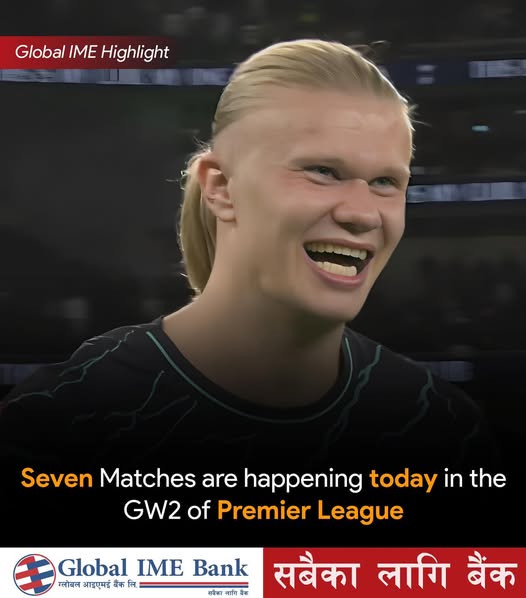 Global IME Highlight
Seven Matches are happening today in the
GW2 of Premier League
Global IME Bank
ग्लोबल आइएमई बैंक लि.
सबैका लागि बैंक
सबैका लागि बैंक